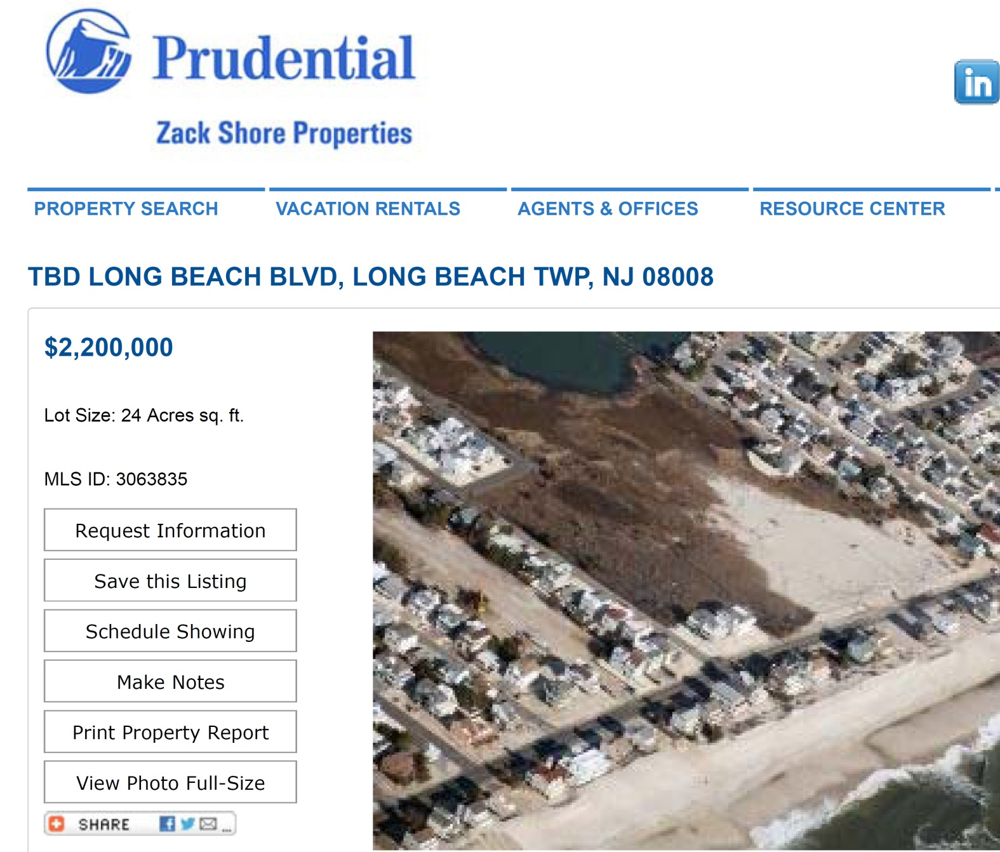 Prudential
Zack Shore Properties
in
PROPERTY SEARCH VACATION RENTALS AGENTS & OFFICES RESOURCE CENTER
TBD LONG BEACH BLVD, LONG BEACH TWP, NJ 08008
$2,200,000
Lot Size: 24 Acres sq. ft.
MLS ID: 3063835
Request Information
Save this Listing
Schedule Showing
Make Notes
Print Property Report
View Photo Full-Size
SHARE f ...